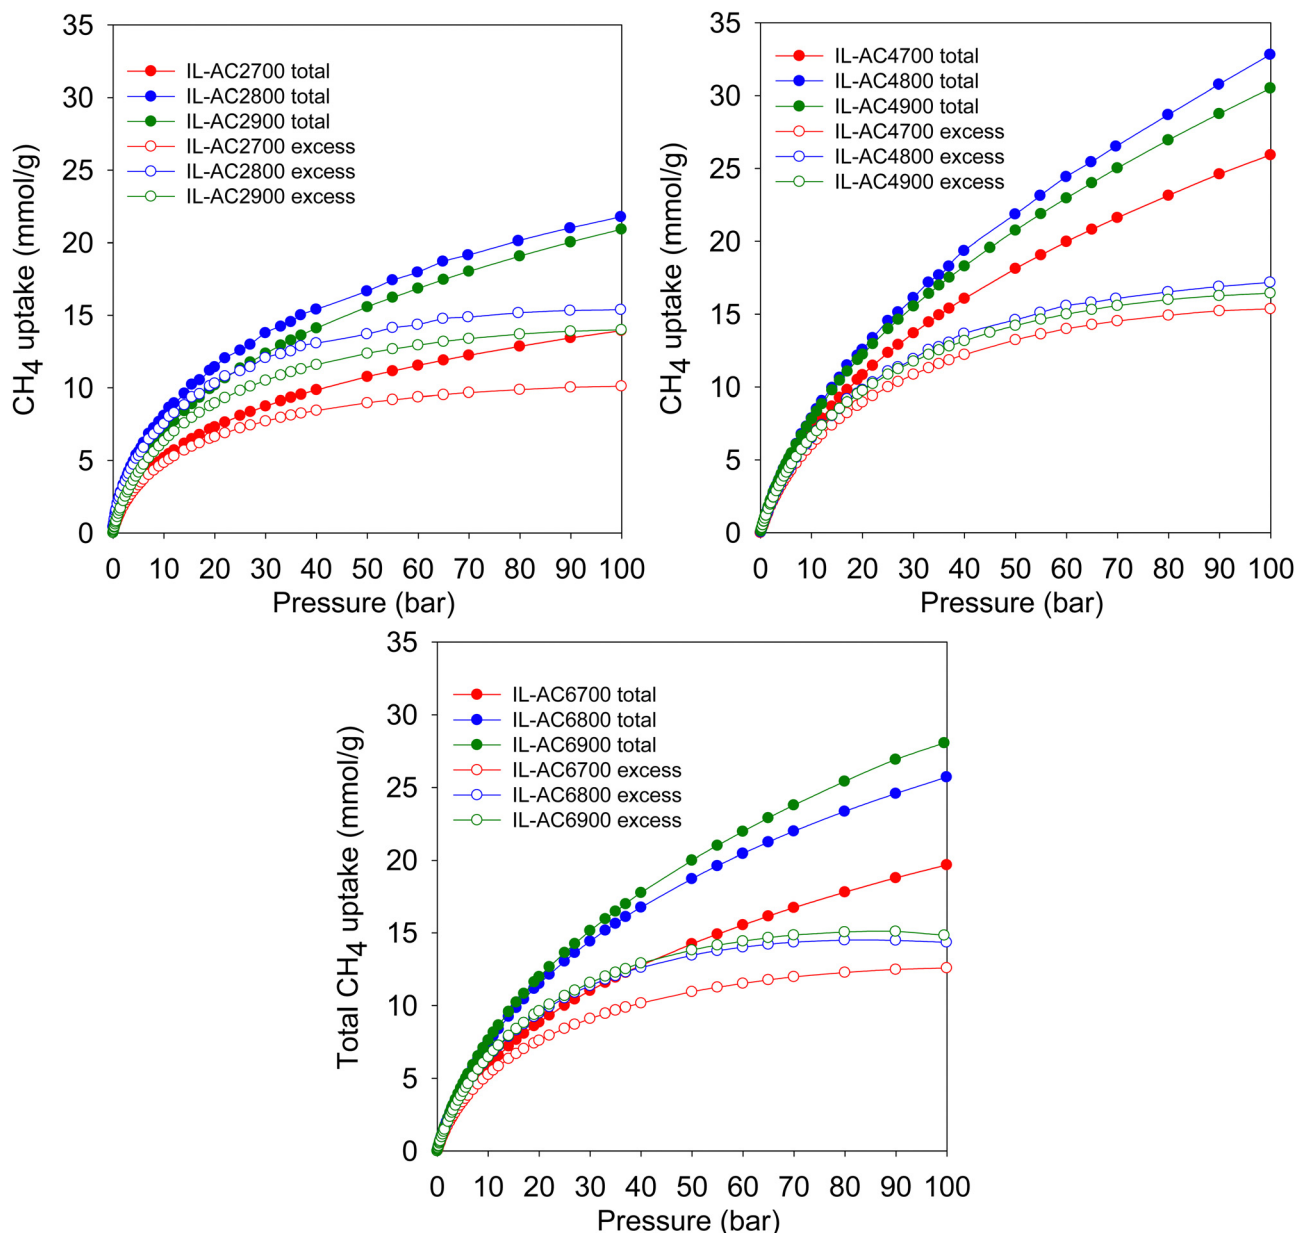 CH4 uptake (mmol/g)
35
30
25
20
15
10
5
0
IL-AC2700 total
IL-AC2800 total
IL-AC2900 total
IL-AC2700 excess
IL-AC2800 excess
IL-AC2900 excess
0 10 20 30 40 50 60 70 80 90 100
Pressure (bar)
CH4 uptake (mmol/g)
35
30
25
20
15
10
5
0
IL-AC4700 total
IL-AC4800 total
IL-AC4900 total
IL-AC4700 excess
IL-AC4800 excess
IL-AC4900 excess
0 10 20 30 40 50 60 70 80 90 100
Pressure (bar)
Total CH4 uptake (mmol/g)
35
30
25
20
15
10
5
0
IL-AC6700 total
IL-AC6800 total
IL-AC6900 total
IL-AC6700 excess
IL-AC6800 excess
IL-AC6900 excess
0 10 20 30 40 50 60 70 80 90 100
Pressure (bar)